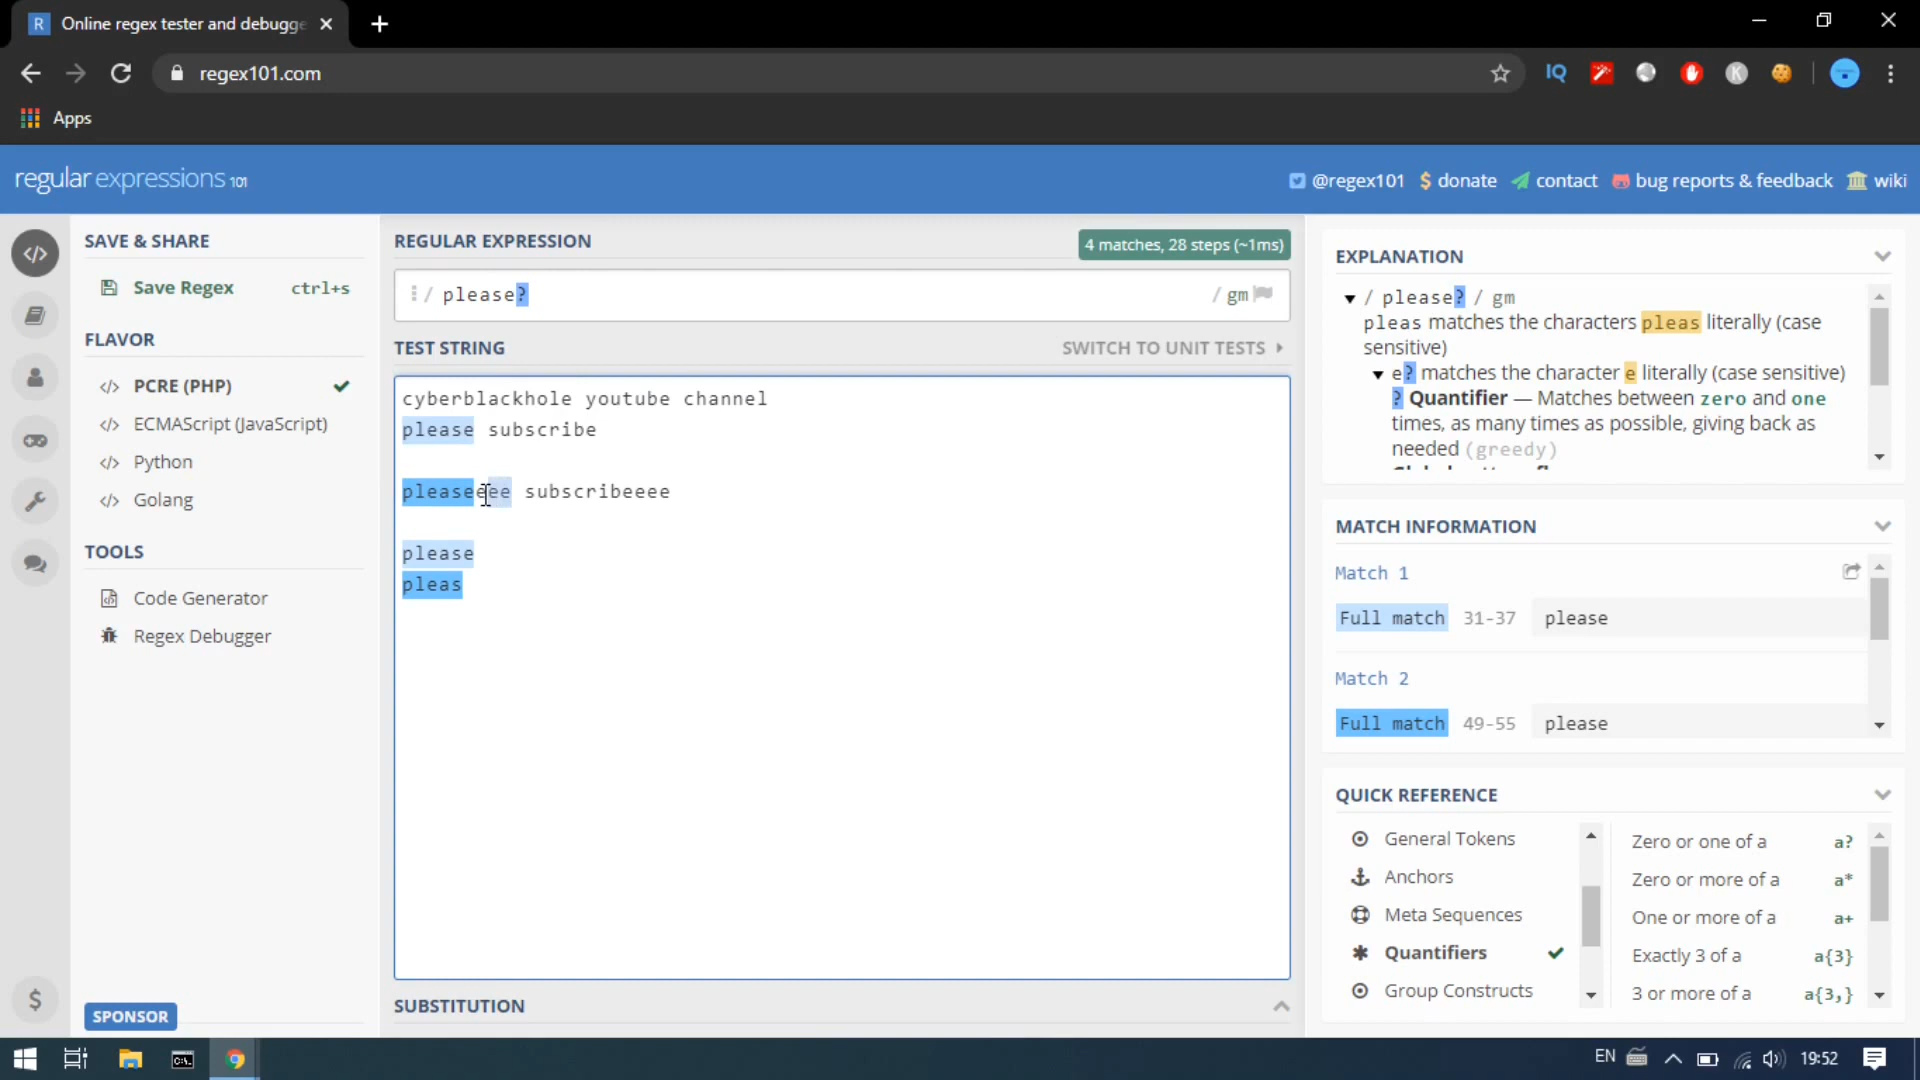 R Online regex tester and debugge
regex101.com
IQ
K
Apps
regular expressions 101
@regex101
$ donate
contact
bug reports & feedback
wiki
SAVE & SHARE
Save Regex ctrl+s
FLAVOR
</> PCRE (PHP)
</> ECMAScript (JavaScript)
</> Python
</> Golang
TOOLS
Code Generator
Regex Debugger
SPONSOR
REGULAR EXPRESSION
4 matches, 28 steps (~1ms)
/ please? / gm
TEST STRING
SWITCH TO UNIT TESTS
cyberblackhole youtube channel
please subscribe
pleaseeee subscribeeee
please
pleas
SUBSTITUTION
EXPLANATION
/ please? / gm
pleas matches the characters pleas literally (case
sensitive)
e? matches the character e literally (case sensitive)
? Quantifier — Matches between zero and one
times, as many times as possible, giving back as
needed (greedy)
MATCH INFORMATION
Match 1
Full match 31-37 please
Match 2
Full match 49-55 please
QUICK REFERENCE
General Tokens
Anchors
Meta Sequences
Quantifiers
Group Constructs
Zero or one of a a?
Zero or more of a a*
One or more of a a+
Exactly 3 of a a{3}
3 or more of a a{3,}
EN
19:52